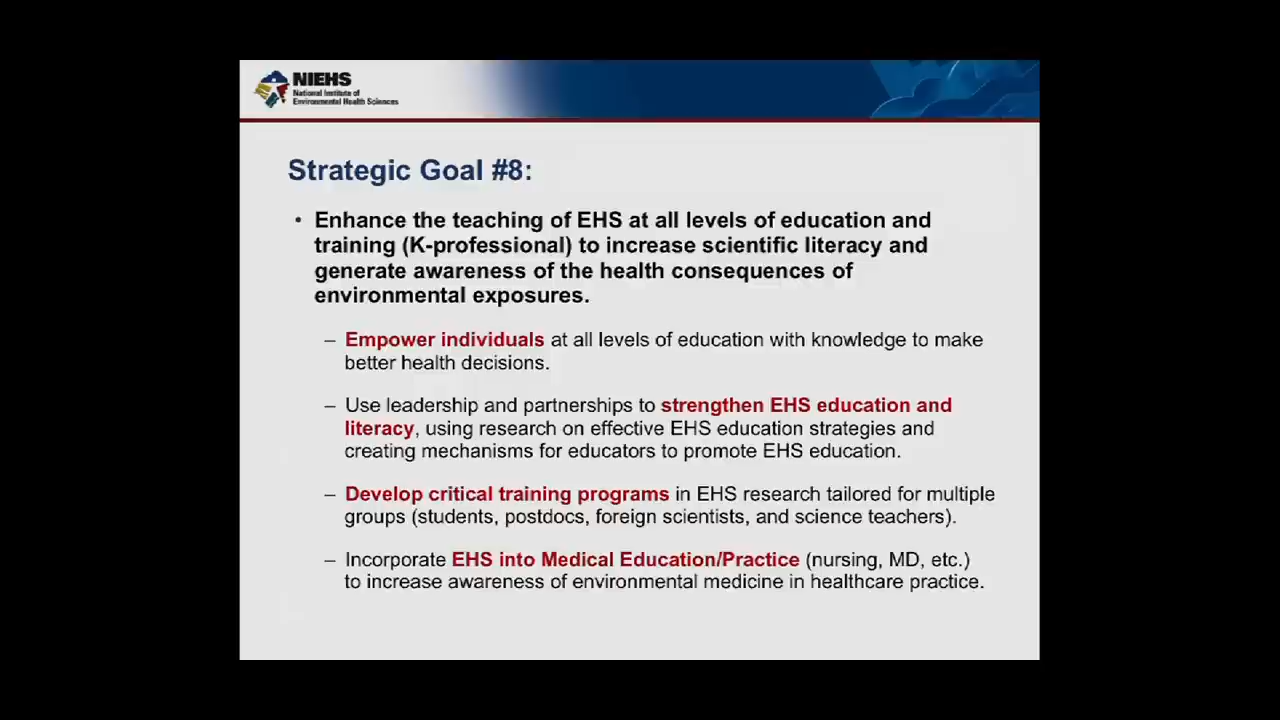 NIEHS
National Institute of
Environmental Health Sciences
Strategic Goal #8:
• Enhance the teaching of EHS at all levels of education and
training (K-professional) to increase scientific literacy and
generate awareness of the health consequences of
environmental exposures.
– Empower individuals at all levels of education with knowledge to make
better health decisions.
– Use leadership and partnerships to strengthen EHS education and
literacy, using research on effective EHS education strategies and
creating mechanisms for educators to promote EHS education.
– Develop critical training programs in EHS research tailored for multiple
groups (students, postdocs, foreign scientists, and science teachers).
– Incorporate EHS into Medical Education/Practice (nursing, MD, etc.)
to increase awareness of environmental medicine in healthcare practice.